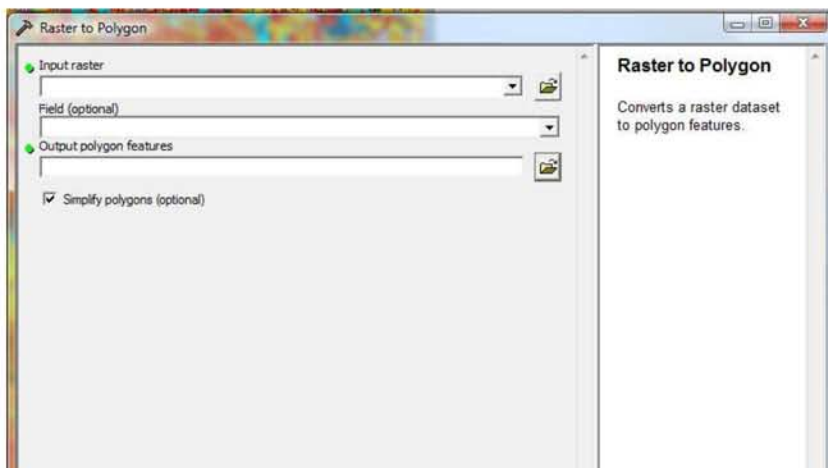 Raster to Polygon
Input raster
Field (optional)
Output polygon features
Simplify polygons (optional)
Raster to Polygon
Converts a raster dataset
to polygon features.